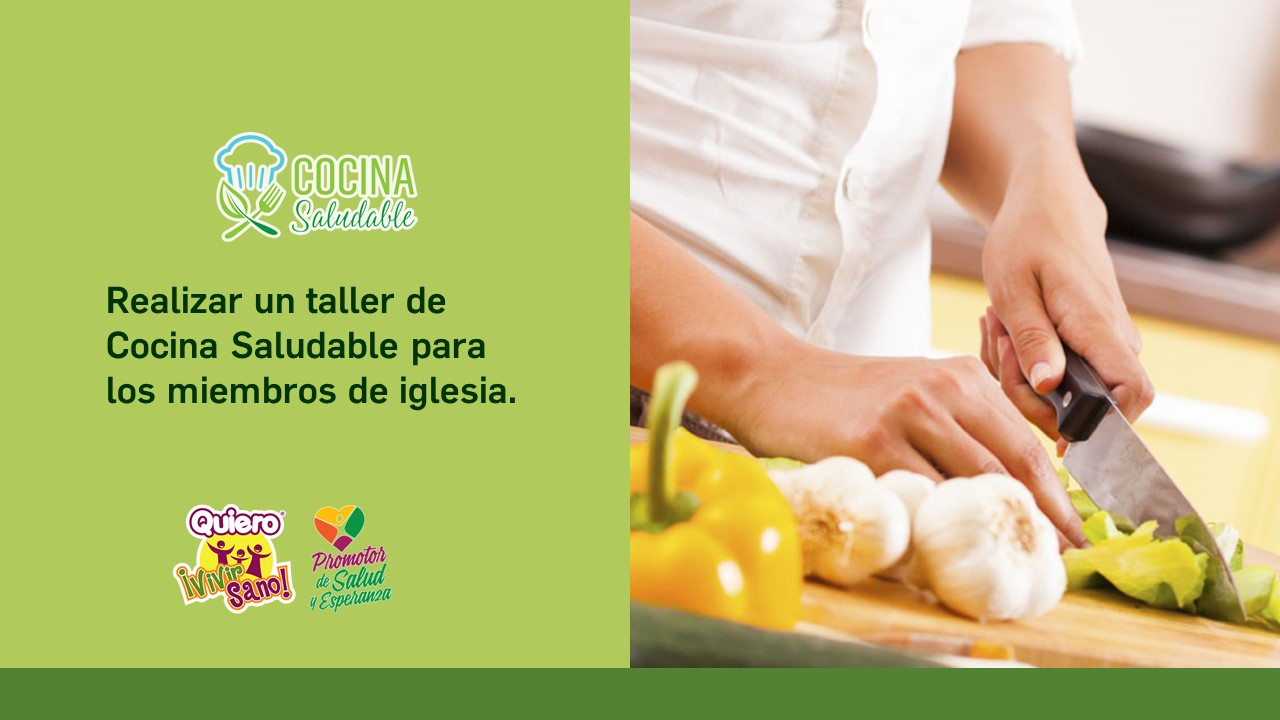 COCINA
Saludable
Realizar un taller de
Cocina Saludable para
los miembros de iglesia.
Quiero
¡Vivir
Sano!
Promotor
de Salud
y Esperanza